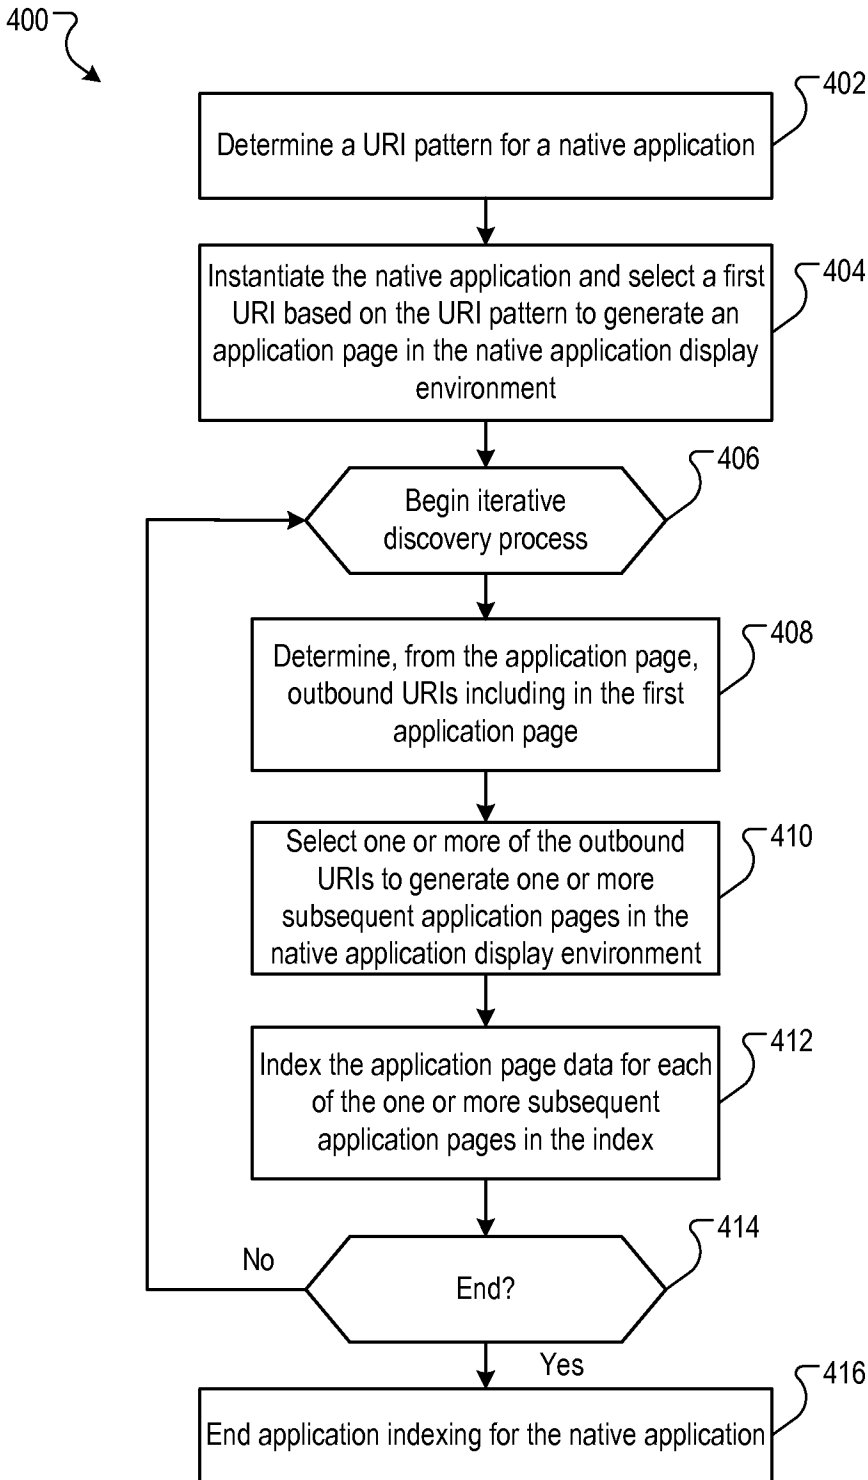 400
402
Determine a URI pattern for a native application
404
Instantiate the native application and select a first
URI based on the URI pattern to generate an
application page in the native application display
environment
406
Begin iterative
discovery process
408
Determine, from the application page,
outbound URIs including in the first
application page
410
Select one or more of the outbound
URIs to generate one or more
subsequent application pages in the
native application display environment
412
Index the application page data for each
of the one or more subsequent
application pages in the index
414
No
End?
Yes
416
End application indexing for the native application